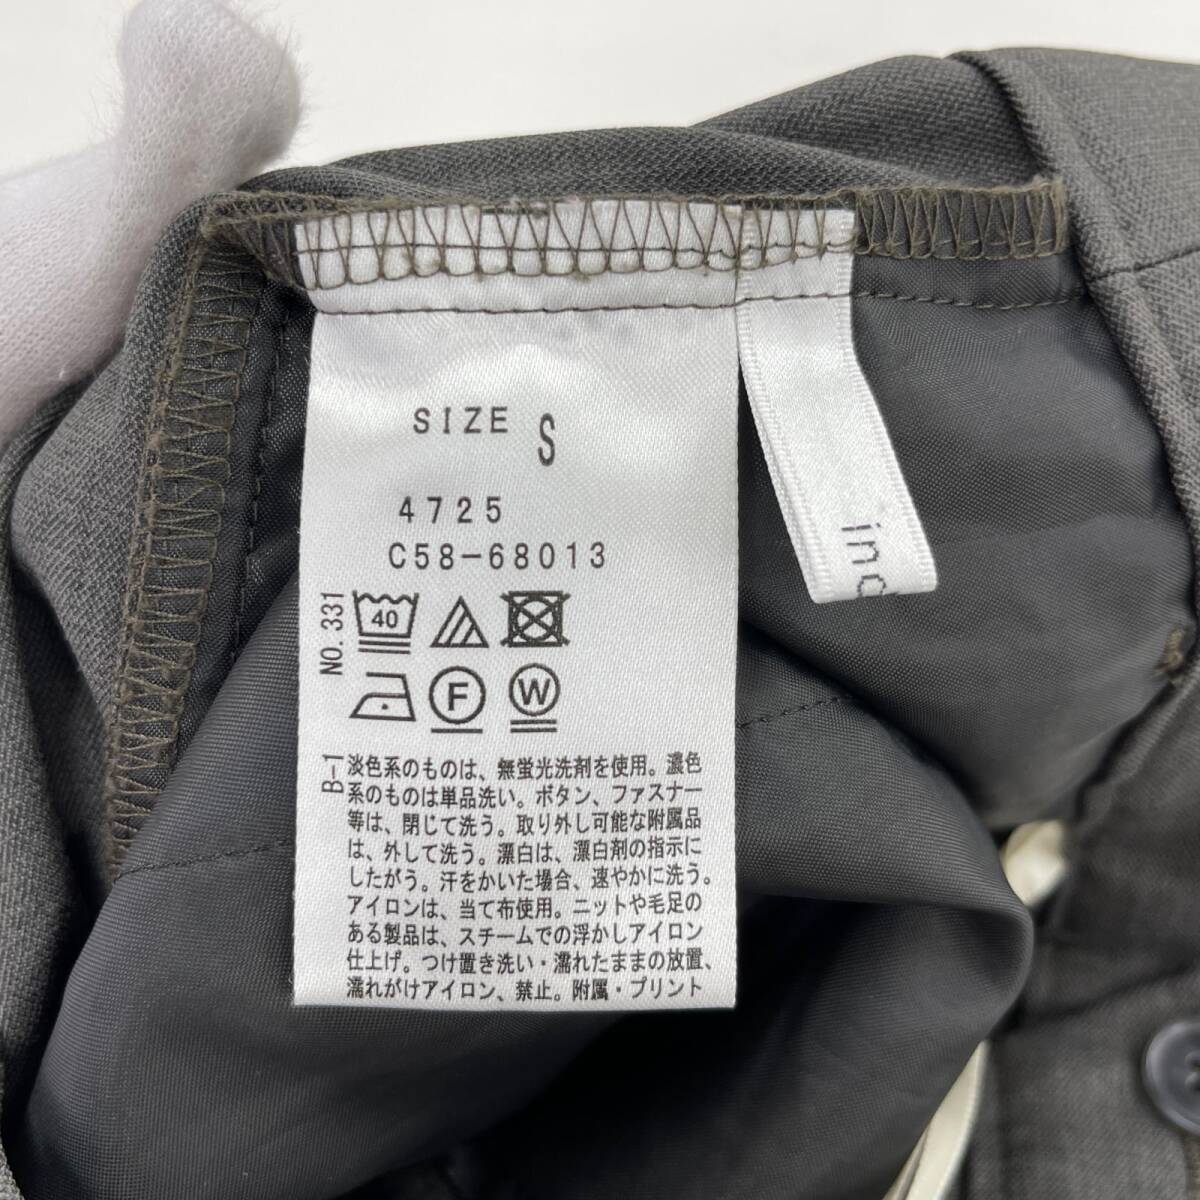 SIZE S
4725
C58-68013
NO.331
40
F
W
B-1
淡色系のものは、無蛍光洗剤を使用。濃色
系のものは単品洗い。ボタン、ファスナー
等は、閉じて洗う。取り外し可能な附属品
は、外して洗う。漂白は、漂白剤の指示に
したがう。汗をかいた場合、速やかに洗う。
アイロンは、当て布使用。ニットや毛足の
ある製品は、スチームでの浮かしアイロン
仕上げ。つけ置き洗い・濡れたままの放置、
濡れがけアイロン、禁止。附属・プリント